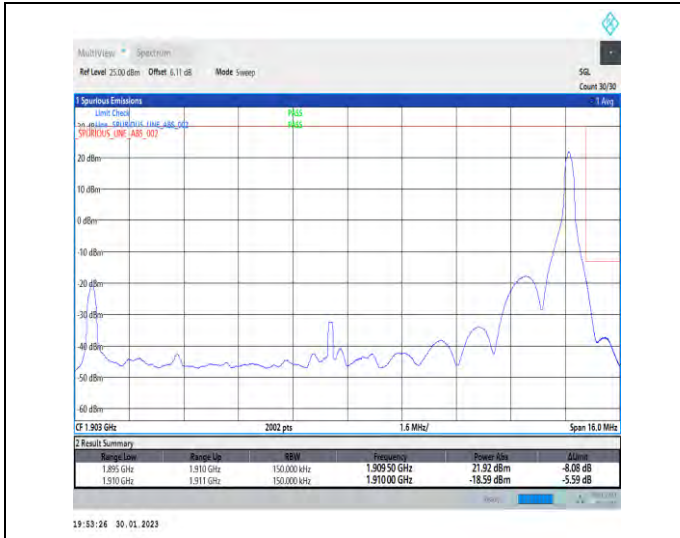 MultiView Spectrum
Ref Level 25.00 dBm Offset 6.11 dB Mode Sweep SGL
Count 30/30
1 Spurious Emissions 1 Avg
Limit Check PASS
Line _SPURIOUS_LINE_ABS_002 PASS
_SPURIOUS_LINE_ABS_002
20 dBm
10 dBm
0 dBm
-10 dBm
-20 dBm
-30 dBm
-40 dBm
-50 dBm
-60 dBm
CF 1.903 GHz 2002 pts 1.6 MHz/ Span 16.0 MHz
2 Result Summary
Range Low Range Up RBW Frequency Power Abs ΔLimit
1.895 GHz 1.910 GHz 150.000 kHz 1.90950 GHz 21.92 dBm -8.08 dB
1.910 GHz 1.911 GHz 150.000 kHz 1.91000 GHz -18.59 dBm -5.59 dB
19:53:26 30.01.2023